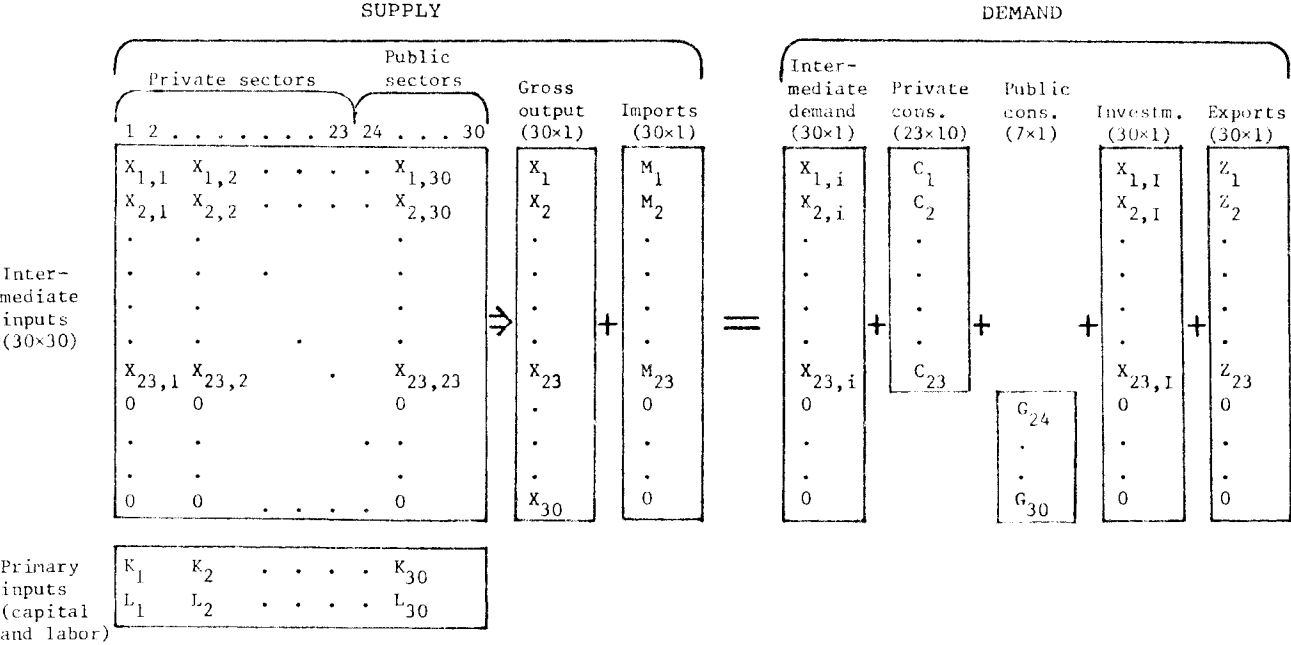 SUPPLY DEMAND
Private sectors Public sectors Gross output (30×1) Imports (30×1) Inter- mediate demand (30×1) Private cons. (23×10) Public cons. (7×1) Investm. (30×1) Exports (30×1)
1 2 . . . . . . . 23 24 . . . 30
X1,1 X1,2 . . . . X1,30 X1 M1 X1,i C1 X1,I Z1
X2,1 X2,2 . . . . X2,30 X2 M2 X2,i C2 X2,I Z2
Inter-
mediate
inputs
(30×30)
⇒ + = + + + +
X23,1 X23,2 . X23,23 X23 M23 X23,i C23 X23,I Z23
0 0 0 . 0 0 G24 0 0
0 0 . . . . 0 X30 0 0 G30 0 0
Primary
inputs
(capital
and labor)
K1 K2 . . . . K30
L1 L2 . . . . L30